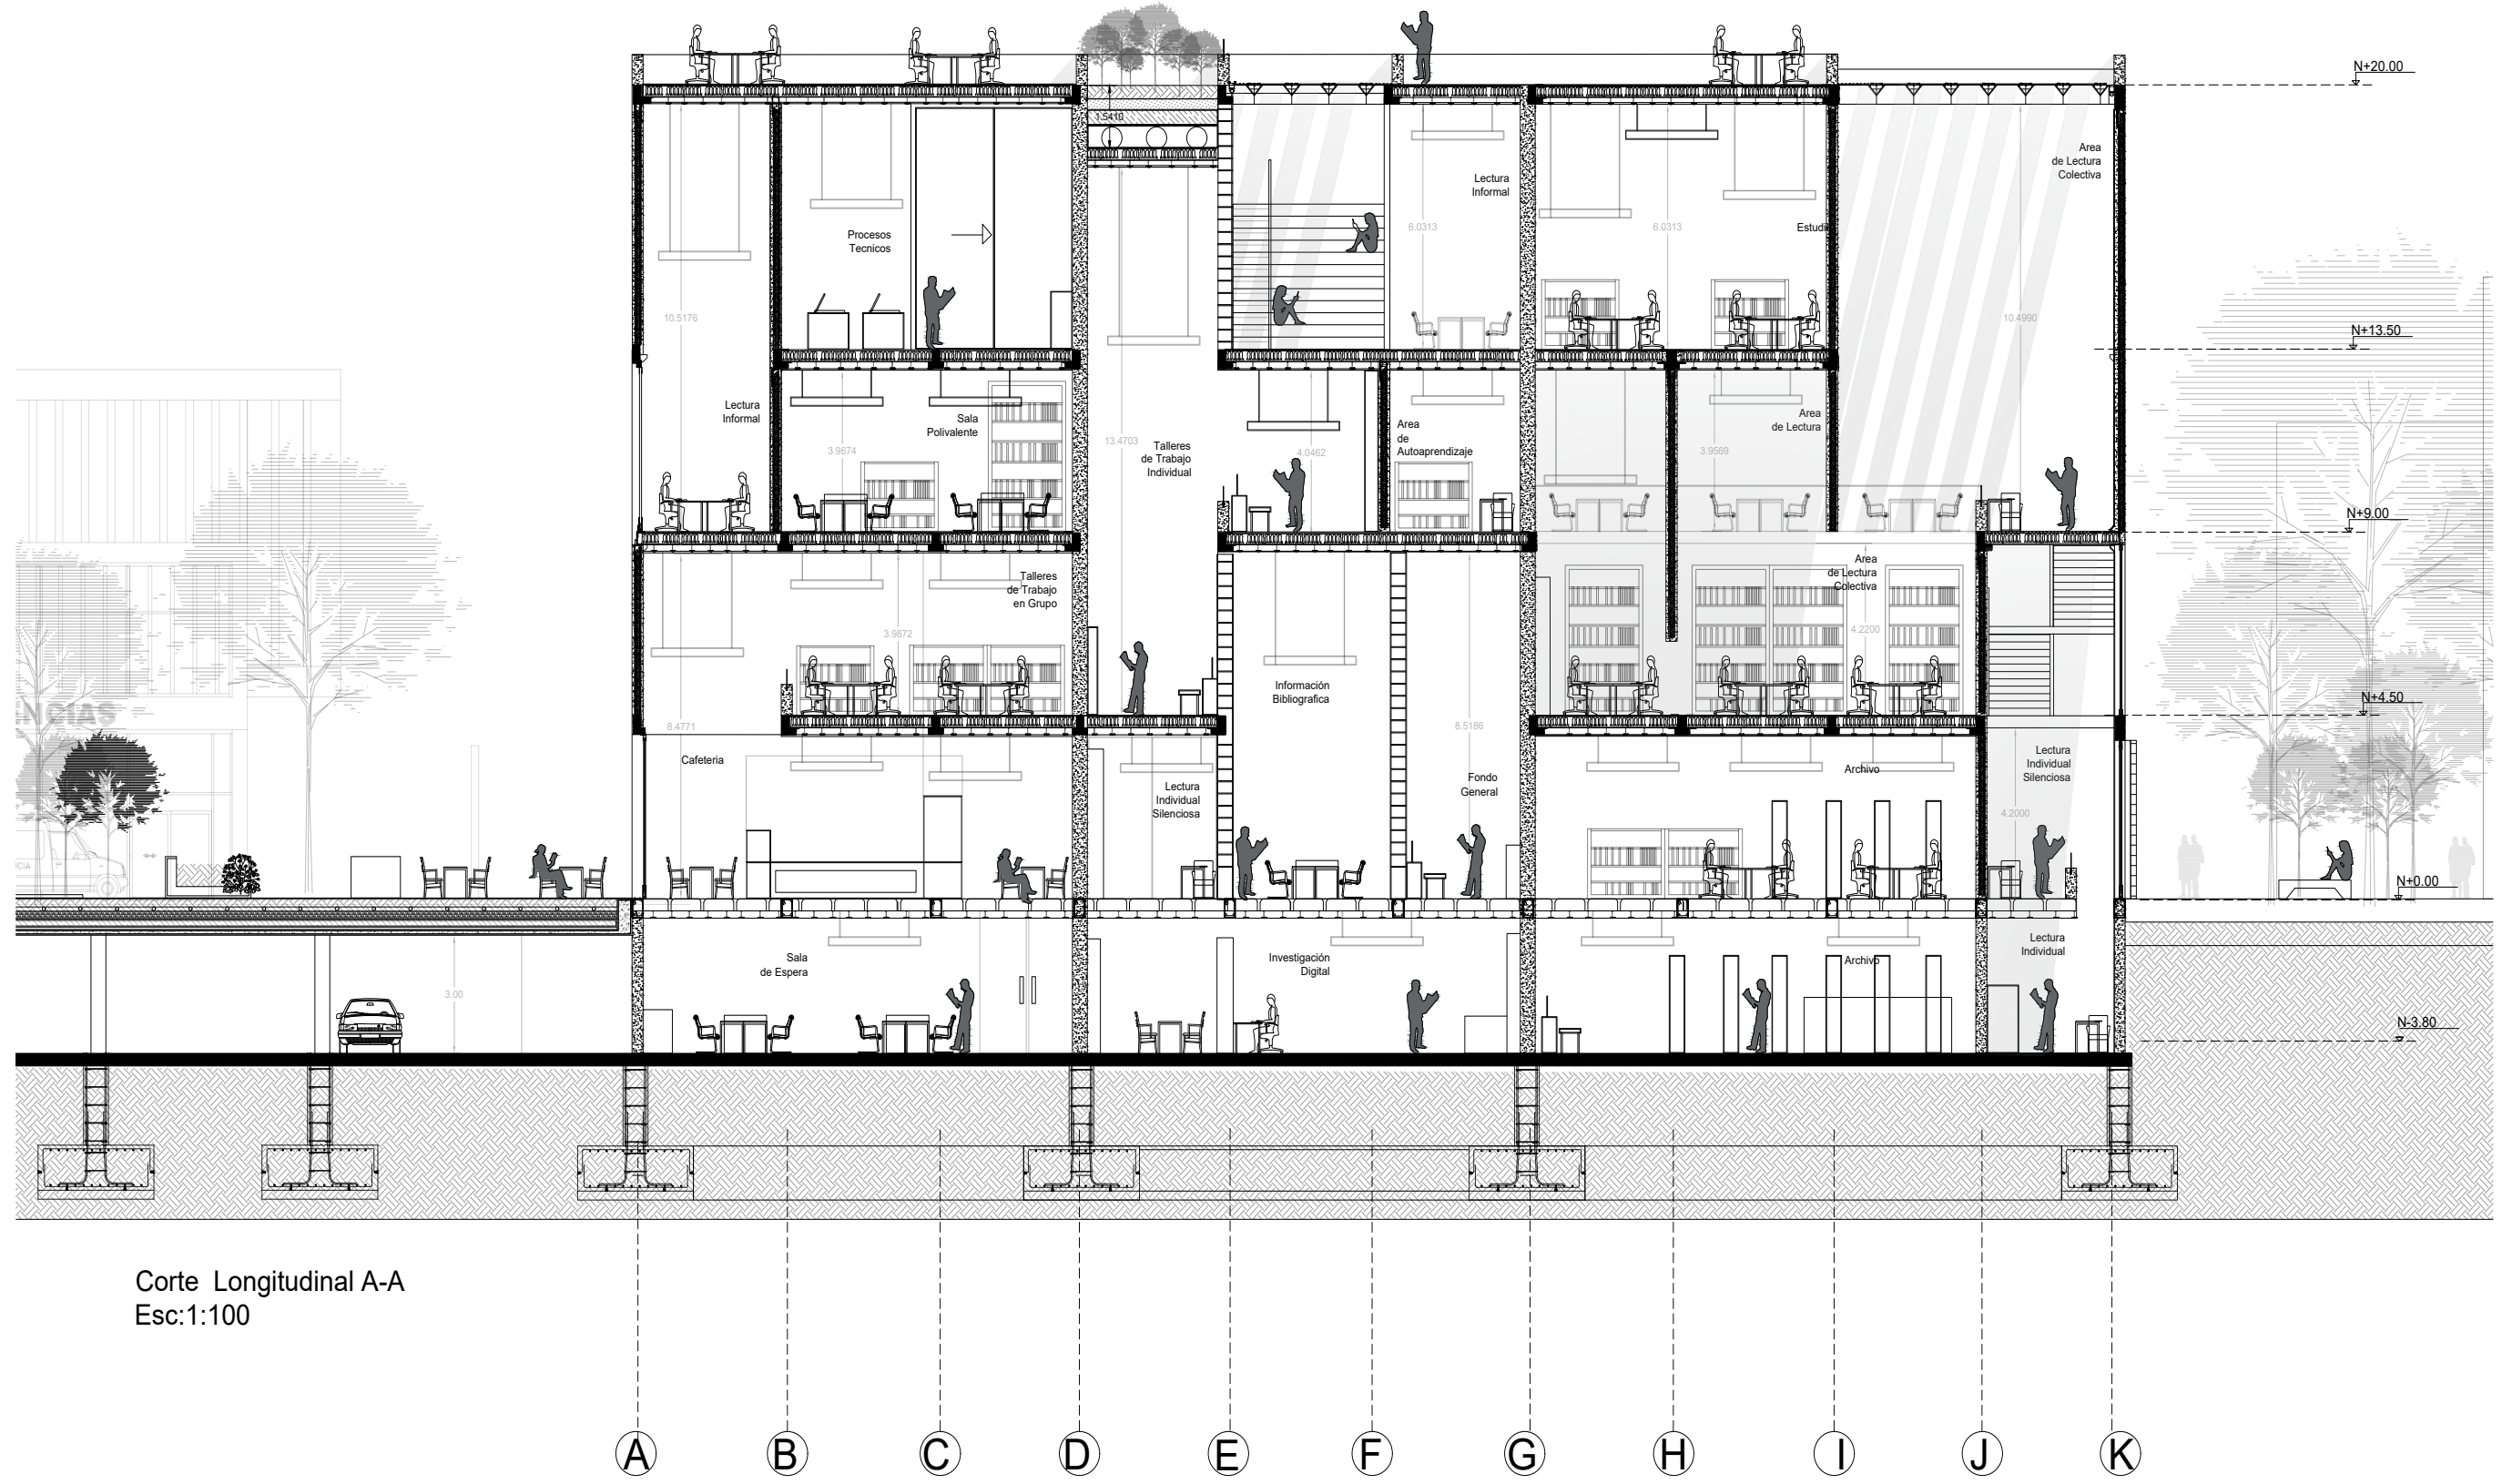 N+20.00
1.5410
Area
de Lectura
Colectiva
Lectura
Informal
Procesos
Tecnicos
6.0313
6.0313
10.5176
10.4990
N+13.50
Lectura
Informal
Sala
Polivalente
3.9674
13.4703
Talleres
de Trabajo
Individual
4.0462
Area
de
Autoaprendizaje
Area
de Lectura
3.9569
N+9.00
Talleres
de Trabajo
en Grupo
3.9872
Area
de Lectura
Colectiva
4.2200
Información
Bibliografica
N+4.50
8.4771
8.5186
Cafeteria
Lectura
Individual
Silenciosa
Fondo
General
Archivo
Lectura
Individual
Silenciosa
4.2000
N+0.00
Sala
de Espera
Investigación
Digital
Archivo
Lectura
Individual
3.00
N-3.80
Corte Longitudinal A-A
Esc:1:100
A B C D E F G H I J K